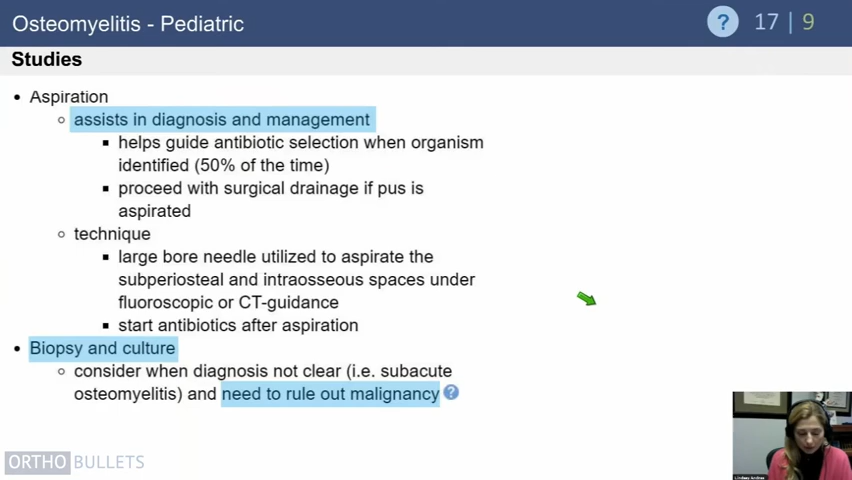 Osteomyelitis - Pediatric
? 17 | 9
Studies
• Aspiration
○ assists in diagnosis and management
▪ helps guide antibiotic selection when organism
identified (50% of the time)
▪ proceed with surgical drainage if pus is
aspirated
○ technique
▪ large bore needle utilized to aspirate the
subperiosteal and intraosseous spaces under
fluoroscopic or CT-guidance
▪ start antibiotics after aspiration
• Biopsy and culture
○ consider when diagnosis not clear (i.e. subacute
osteomyelitis) and need to rule out malignancy ?
ORTHOBULLETS